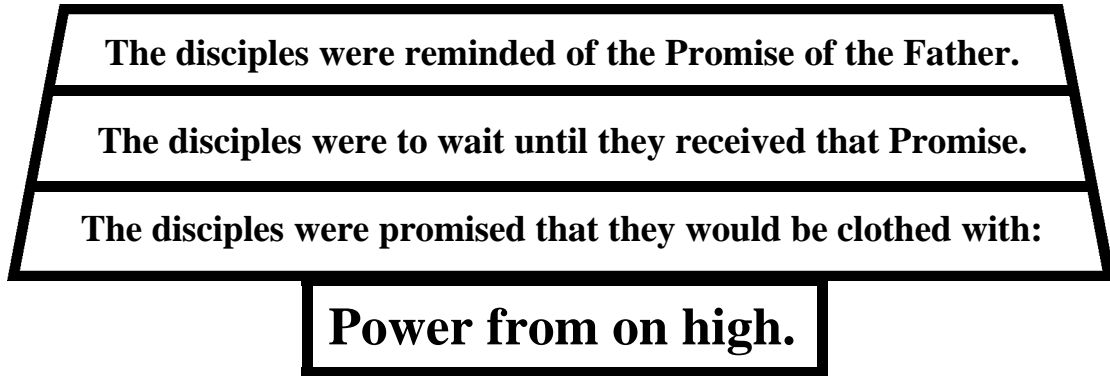 The disciples were reminded of the Promise of the Father.
The disciples were to wait until they received that Promise.
The disciples were promised that they would be clothed with:
Power from on high.